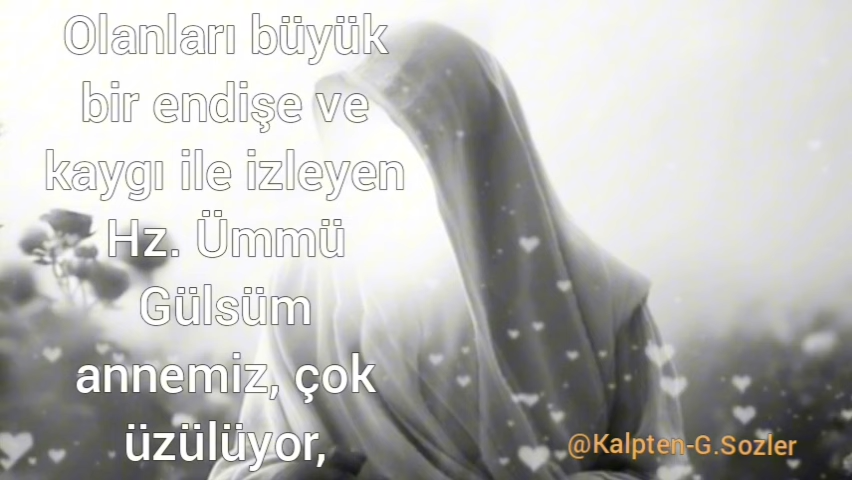 Olanları büyük
bir endişe ve
kaygı ile izleyen
Hz. Ümmü
Gülsüm
annemiz, çok
üzülüyor,
@Kalpten-G.Sozler